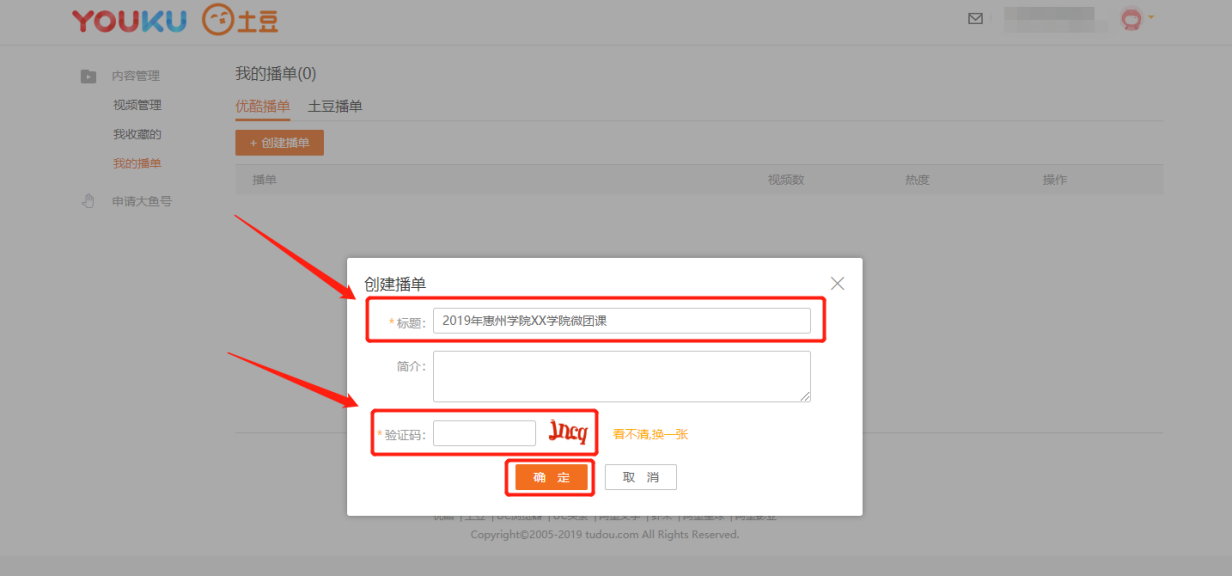 YOUKU 土豆
内容管理
视频管理
我收藏的
我的播单
申请大鱼号
我的播单(0)
优酷播单 土豆播单
+ 创建播单
播单 视频数 热度 操作
创建播单
*标题: 2019年惠州学院XX学院微团课
简介:
*验证码: jncq 看不清,换一张
确 定 取 消
Copyright©2005-2019 tudou.com All Rights Reserved.